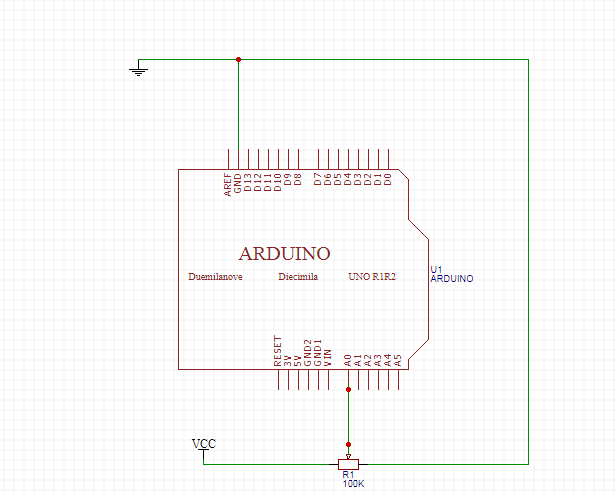 AREF GND D13 D12 D11 D10 D9 D8 D7 D6 D5 D4 D3 D2 D1 D0
ARDUINO
Duemilanove Diecimila UNO R1R2
U1
ARDUINO
RESET 3V 5V GND2 GND1 VIN A0 A1 A2 A3 A4 A5
VCC
R1
100K